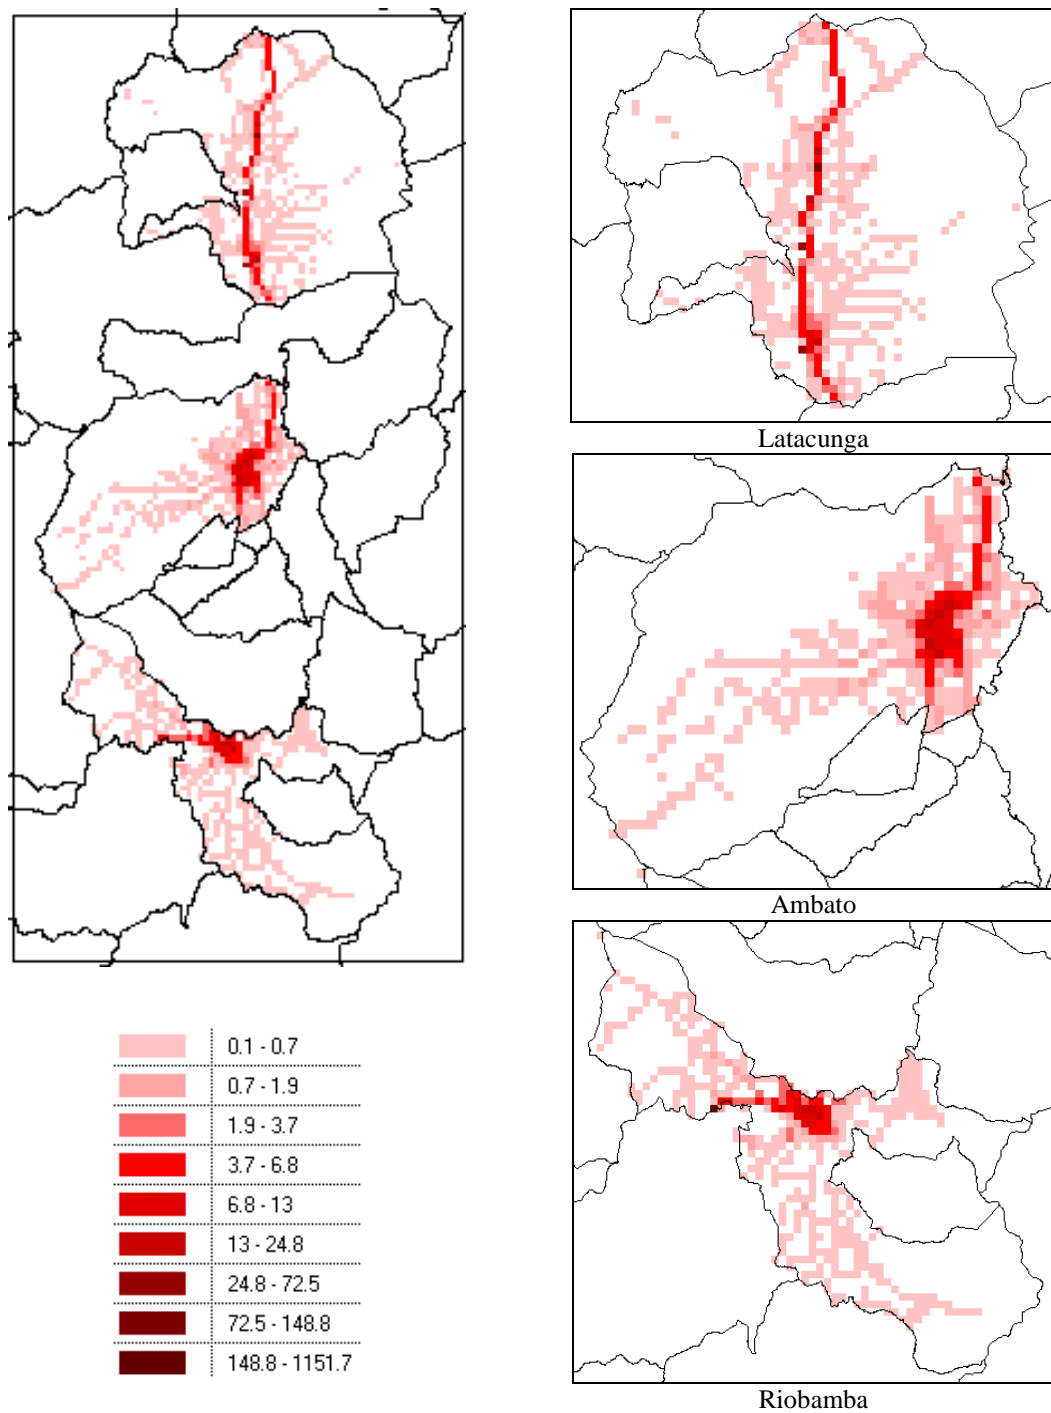 Latacunga
Ambato
0.1 - 0.7
0.7 - 1.9
1.9 - 3.7
3.7 - 6.8
6.8 - 13
13 - 24.8
24.8 - 72.5
72.5 - 148.8
148.8 - 1151.7
Riobamba